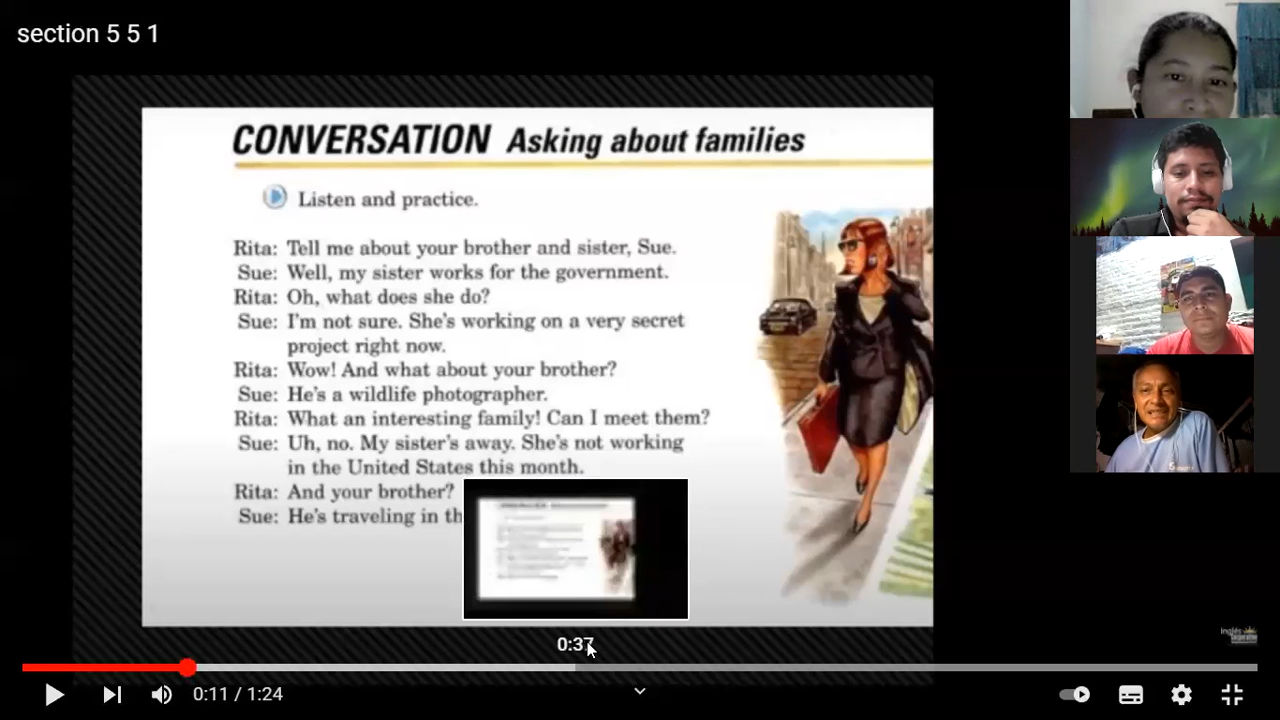 section 5 5 1
CONVERSATION Asking about families
Listen and practice.
Rita: Tell me about your brother and sister, Sue.
Sue: Well, my sister works for the government.
Rita: Oh, what does she do?
Sue: I'm not sure. She's working on a very secret
project right now.
Rita: Wow! And what about your brother?
Sue: He's a wildlife photographer.
Rita: What an interesting family! Can I meet them?
Sue: Uh, no. My sister's away. She's not working
in the United States this month.
Rita: And your brother?
Sue: He's traveling in th
0:37
0:11 / 1:24